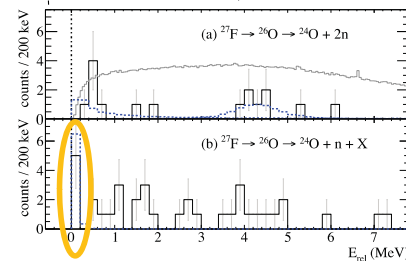 counts / 200 keV
6
4
2
0
(a) ²⁷F → ²⁶O → ²⁴O + 2n
counts / 200 keV
6
4
2
0
(b) ²⁷F → ²⁶O → ²⁴O + n + X
0 1 2 3 4 5 6 7
E_rel (MeV)